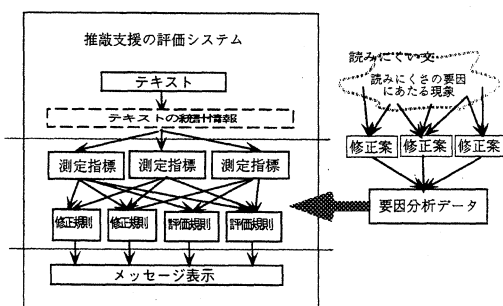 推敲支援の評価システム
テキスト
テキストの統計情報
測定指標
測定指標
測定指標
修正規則
修正規則
評価規則
評価規則
メッセージ表示
読みにくい文
読みにくさの要因
にあたる現象
修正案
修正案
修正案
要因分析データ